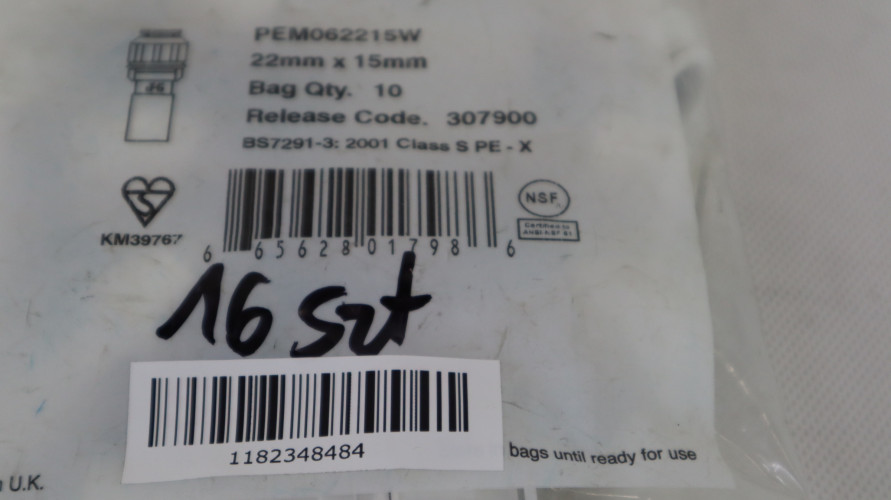 PEM062215W
22mm x 15mm
Bag Qty. 10
Release Code. 307900
BS7291-3: 2001 Class S PE - X
JG
S
NSF.
KM39767
6 65628 01798 6
16 szt
1182348484
bags until ready for use
U.K.